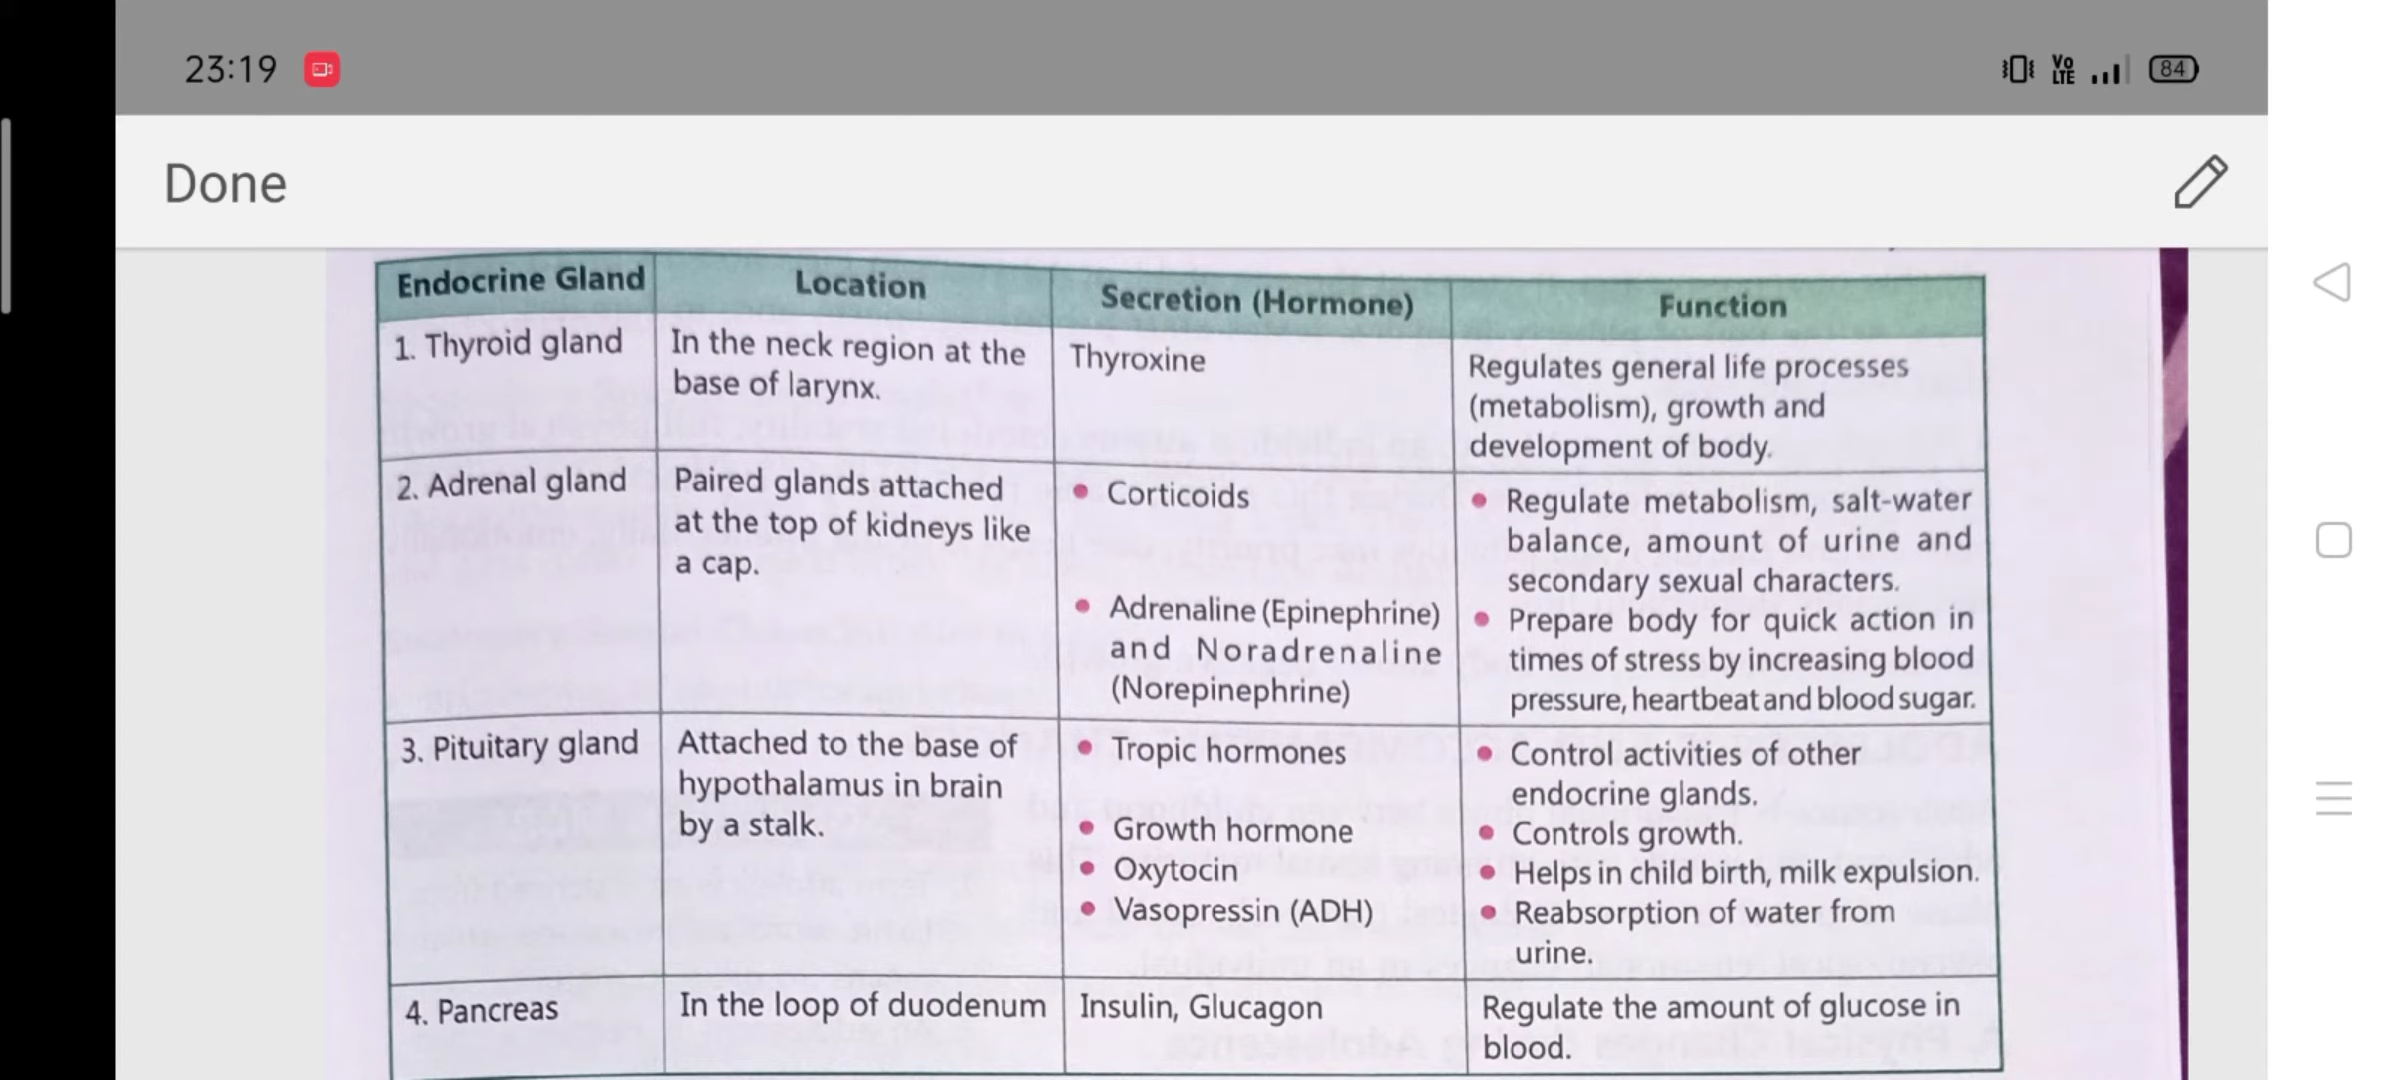 23:19
Vo LTE
84
Done
Endocrine Gland
Location
Secretion (Hormone)
Function
1. Thyroid gland
In the neck region at the
base of larynx.
Thyroxine
Regulates general life processes
(metabolism), growth and
development of body.
2. Adrenal gland
Paired glands attached
at the top of kidneys like
a cap.
• Corticoids
• Adrenaline (Epinephrine)
and Noradrenaline
(Norepinephrine)
• Regulate metabolism, salt-water
balance, amount of urine and
secondary sexual characters.
• Prepare body for quick action in
times of stress by increasing blood
pressure, heartbeat and blood sugar.
3. Pituitary gland
Attached to the base of
hypothalamus in brain
by a stalk.
• Tropic hormones
• Growth hormone
• Oxytocin
• Vasopressin (ADH)
• Control activities of other
endocrine glands.
• Controls growth.
• Helps in child birth, milk expulsion.
• Reabsorption of water from
urine.
4. Pancreas
In the loop of duodenum
Insulin, Glucagon
Regulate the amount of glucose in
blood.